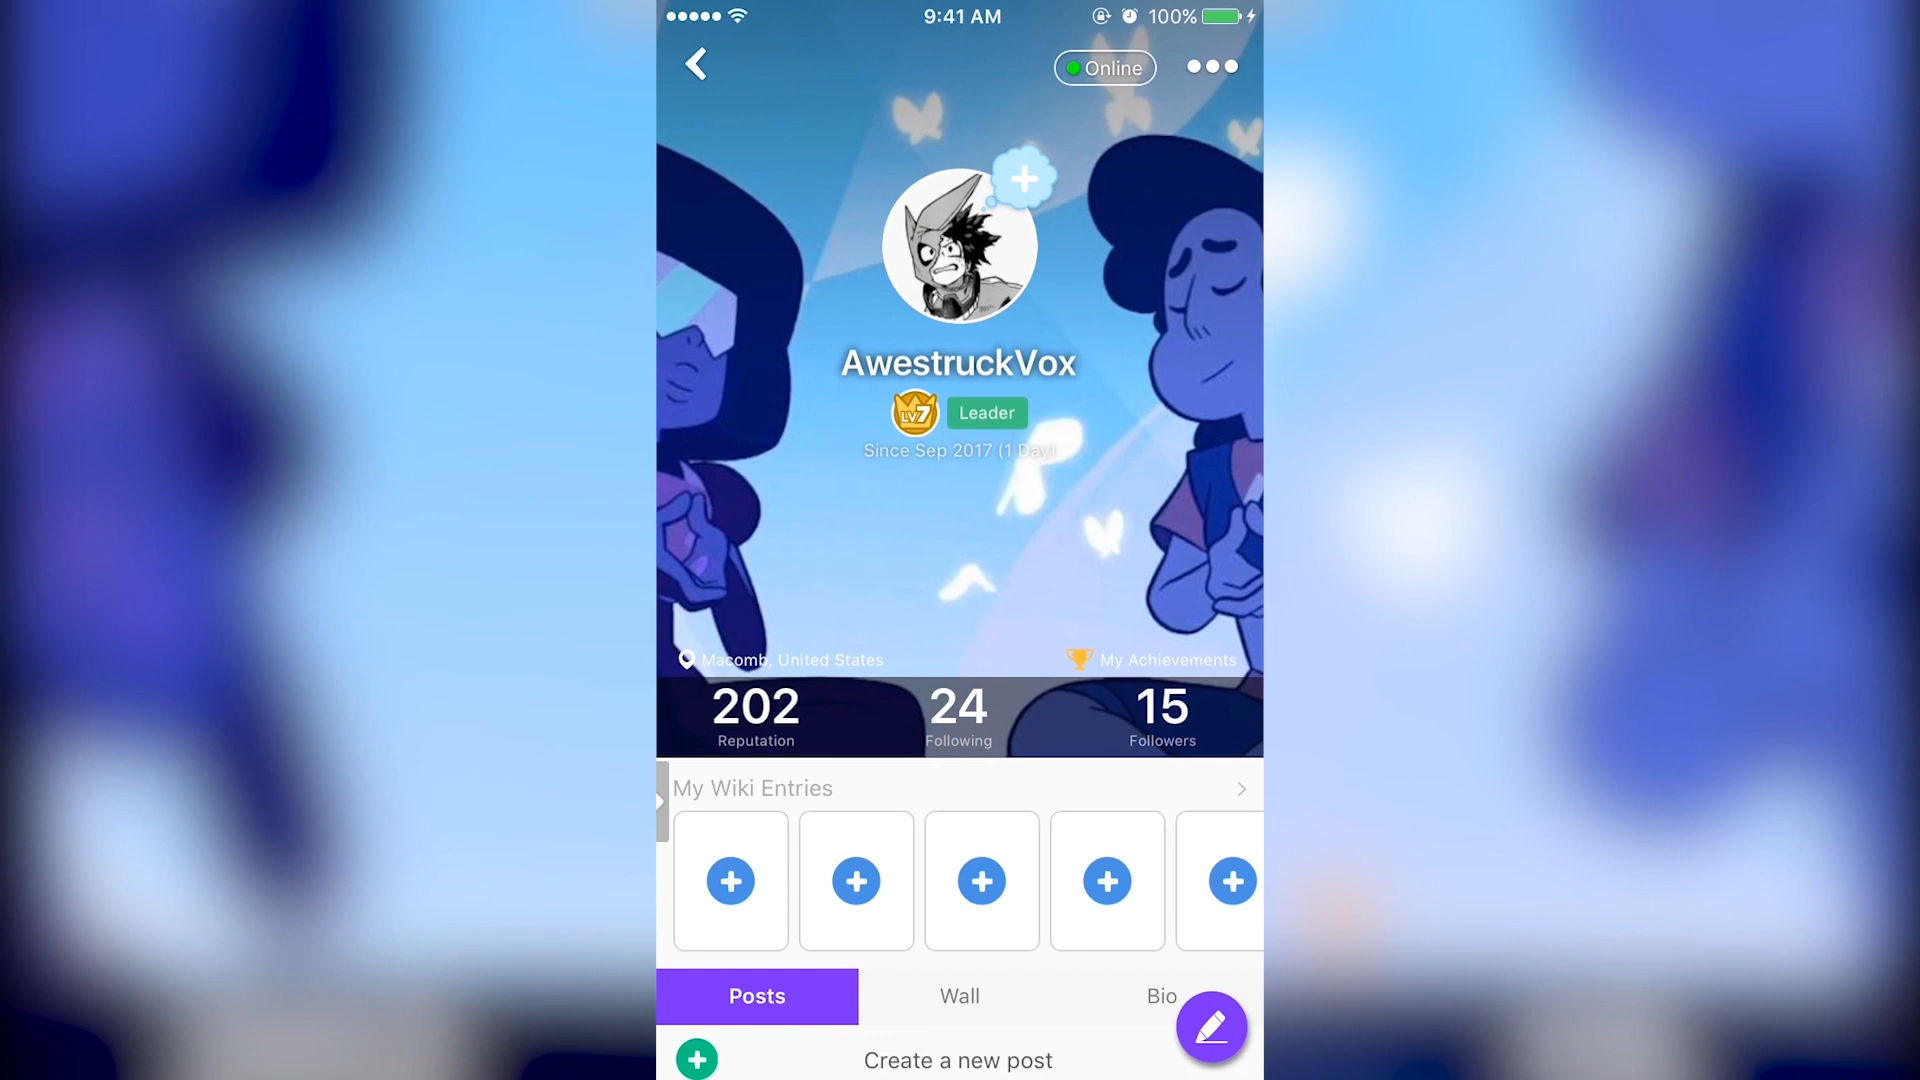 9:41 AM
100%
Online
AwestruckVox
LV7
Leader
Since Sep 2017 (1 Day)
Macomb, United States
My Achievements
202
24
15
Reputation
Following
Followers
My Wiki Entries
Posts
Wall
Bio
Create a new post